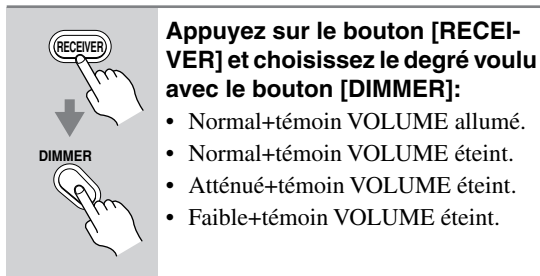 RECEIVER
DIMMER
Appuyez sur le bouton [RECEI-
VER] et choisissez le degré voulu
avec le bouton [DIMMER]:
• Normal+témoin VOLUME allumé.
• Normal+témoin VOLUME éteint.
• Atténué+témoin VOLUME éteint.
• Faible+témoin VOLUME éteint.